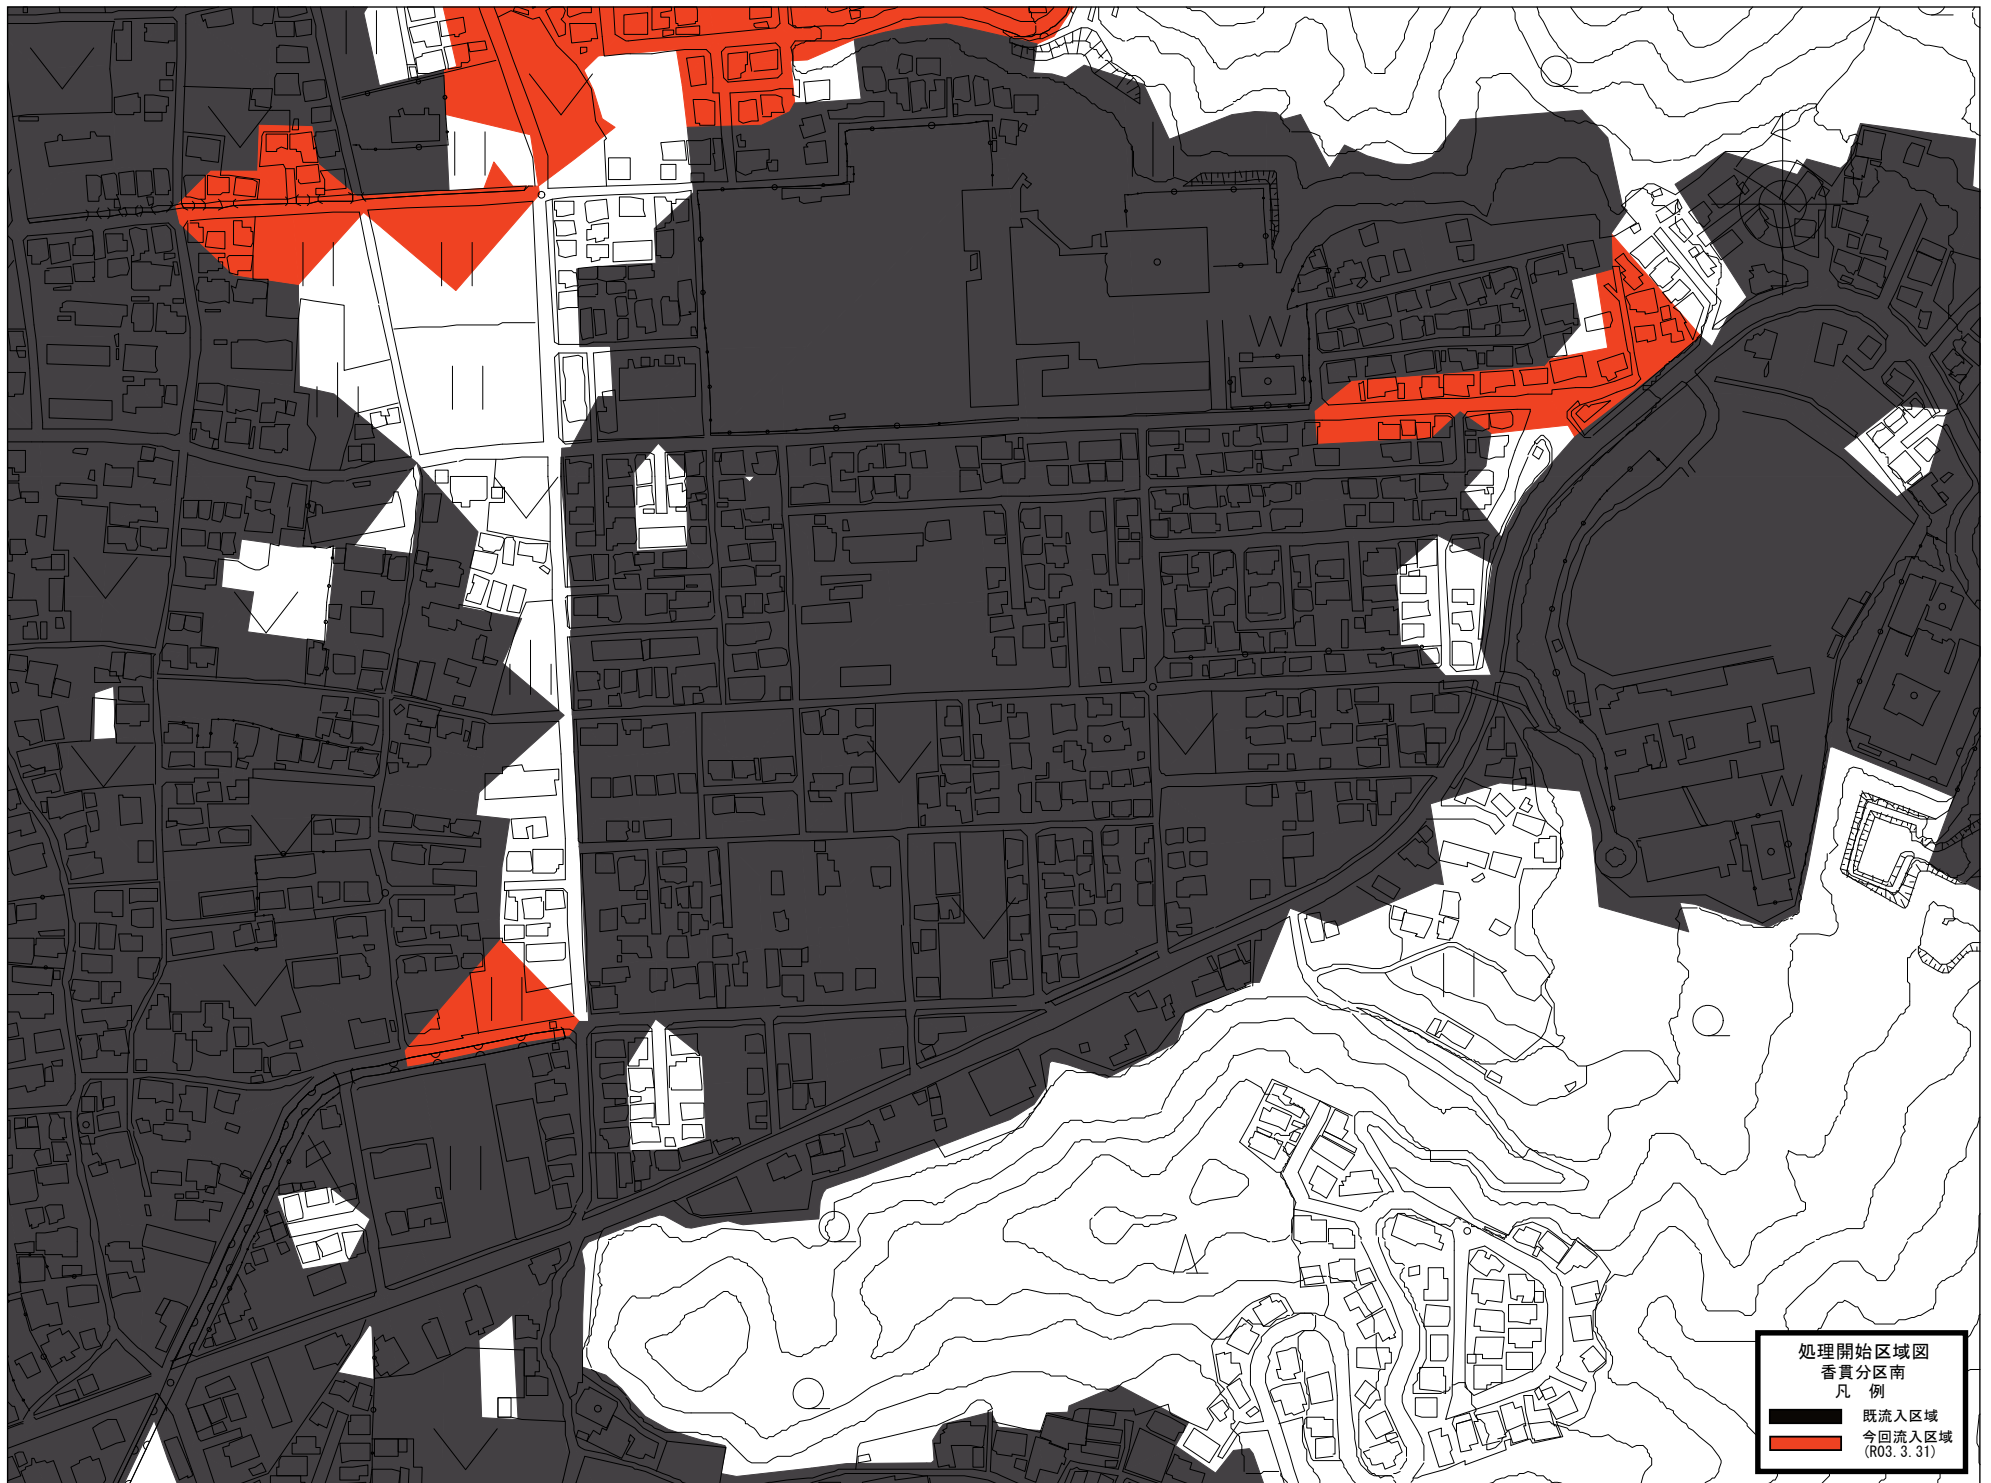 処理開始区域図
香貫分区南
凡 例
既流入区域
今回流入区域
(R03.3.31)